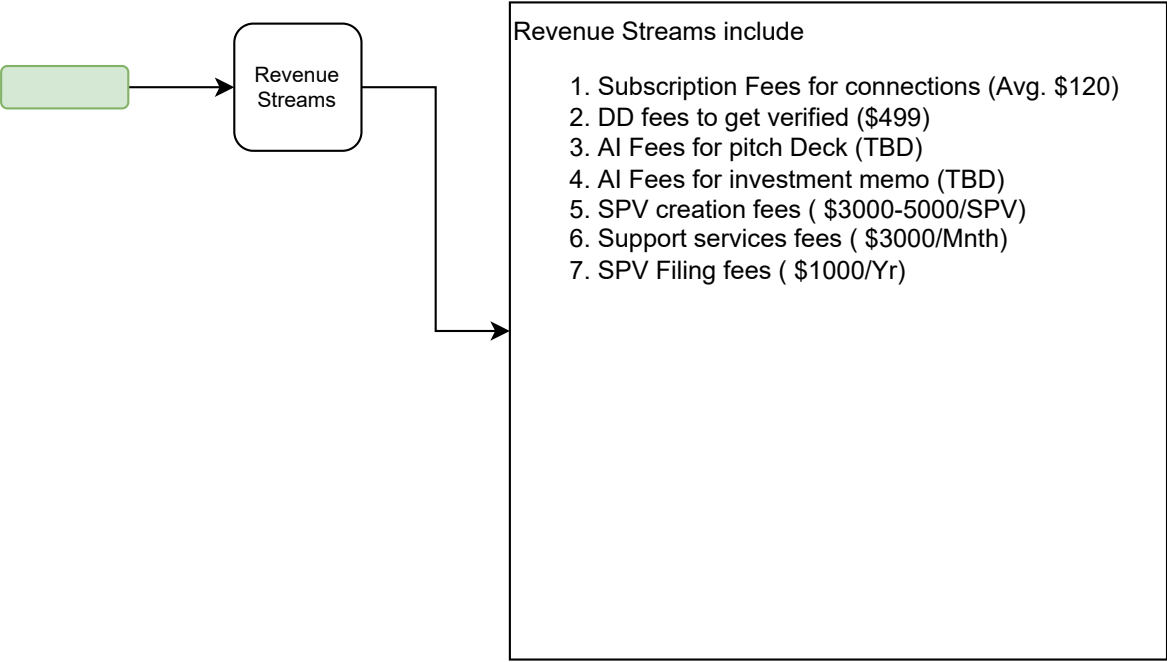 Revenue
Streams
Revenue Streams include
1. Subscription Fees for connections (Avg. $120)
2. DD fees to get verified ($499)
3. AI Fees for pitch Deck (TBD)
4. AI Fees for investment memo (TBD)
5. SPV creation fees ( $3000-5000/SPV)
6. Support services fees ( $3000/Mnth)
7. SPV Filing fees ( $1000/Yr)